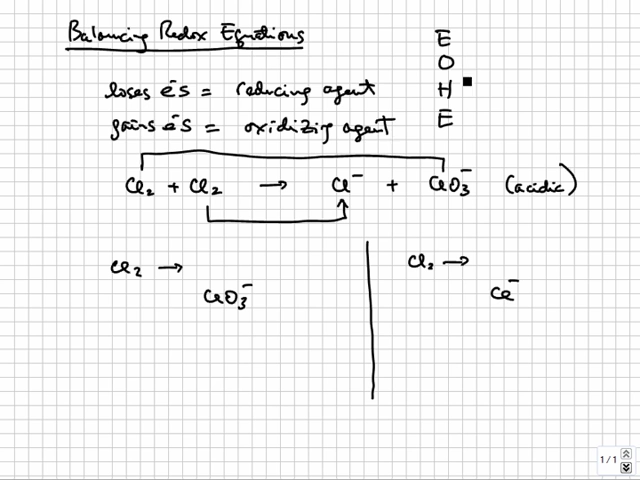 Balancing Redox Equations
E
O
H
E
loses e⁻s = reducing agent
gains e⁻s = oxidizing agent
Cl₂ + Cl₂ → Cl⁻ + ClO₃⁻ (acidic)
Cl₂ →
ClO₃⁻
Cl₂ →
Cl⁻
1/1